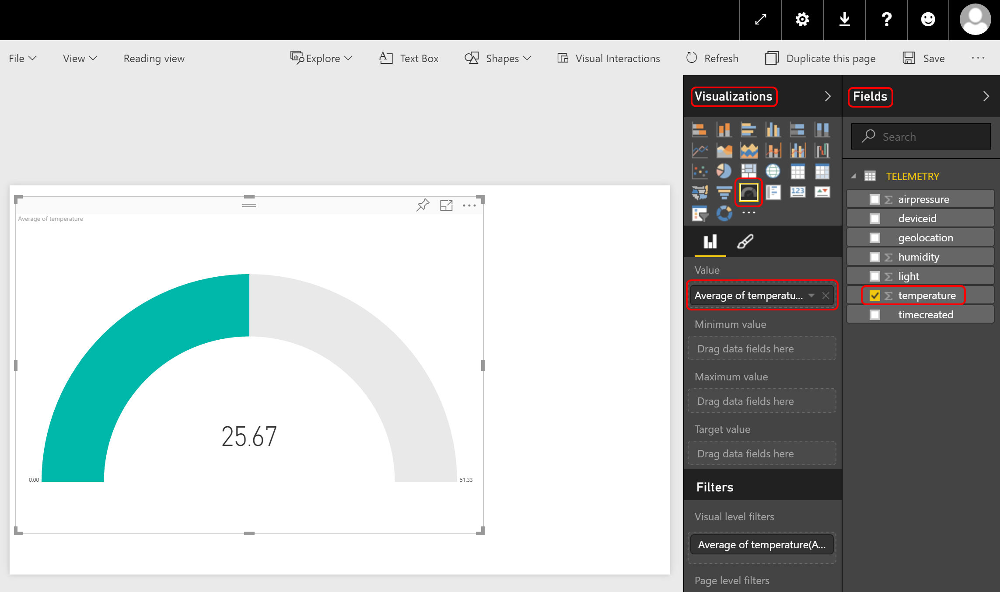 File
View
Reading view
Explore
Text Box
Shapes
Visual Interactions
Refresh
Duplicate this page
Save
Average of temperature
25.67
0.00
51.33
Visualizations
123
Value
Average of temperatu...
Minimum value
Drag data fields here
Maximum value
Drag data fields here
Target value
Drag data fields here
Filters
Visual level filters
Average of temperature(A...
Page level filters
Fields
Search
TELEMETRY
airpressure
deviceid
geolocation
humidity
light
temperature
timecreated